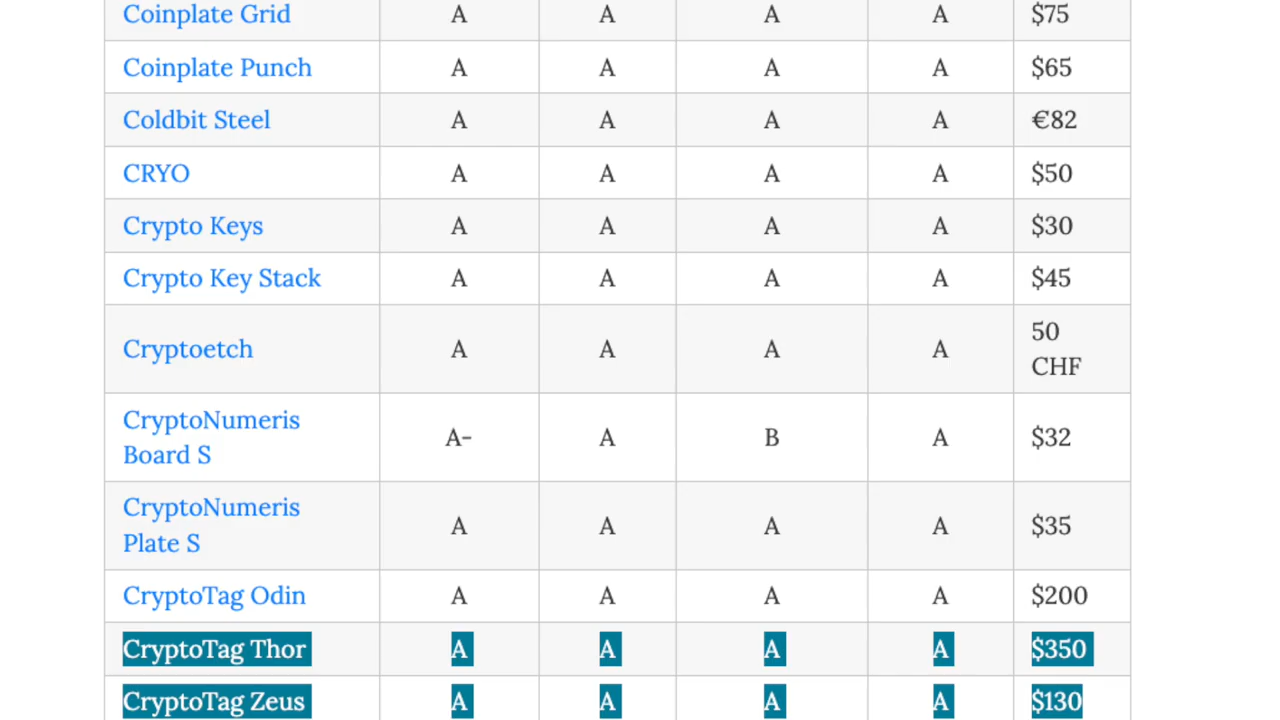 Coinplate Grid A A A A $75
Coinplate Punch A A A A $65
Coldbit Steel A A A A €82
CRYO A A A A $50
Crypto Keys A A A A $30
Crypto Key Stack A A A A $45
Cryptoetch A A A A 50
CHF
CryptoNumeris
Board S A- A B A $32
CryptoNumeris
Plate S A A A A $35
CryptoTag Odin A A A A $200
CryptoTag Thor A A A A $350
CryptoTag Zeus A A A A $130